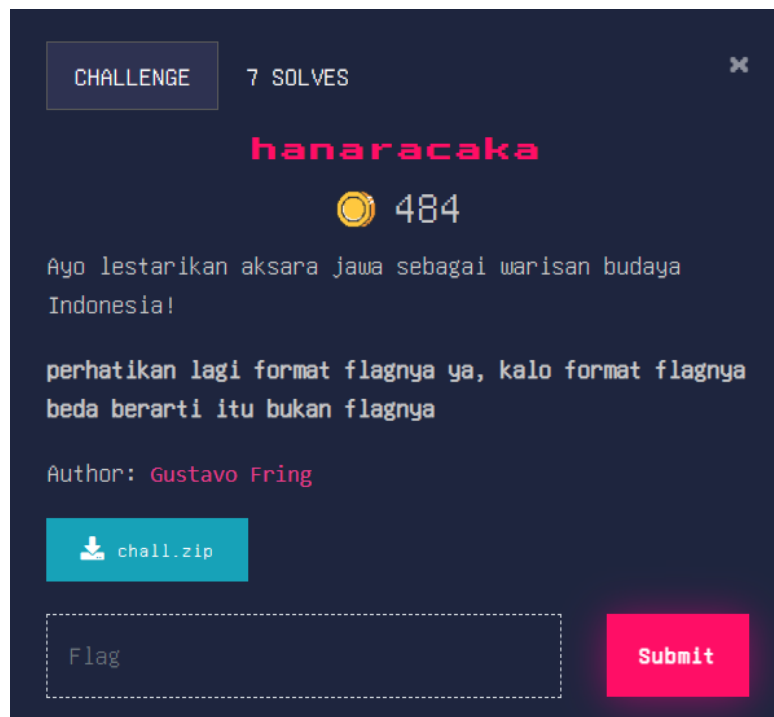 CHALLENGE 7 SOLVES ×
hanaracaka
484
Ayo lestarikan aksara jawa sebagai warisan budaya
Indonesia!
perhatikan lagi format flagnya ya, kalo format flagnya
beda berarti itu bukan flagnya
Author: Gustavo Fring
chall.zip
Flag
Submit